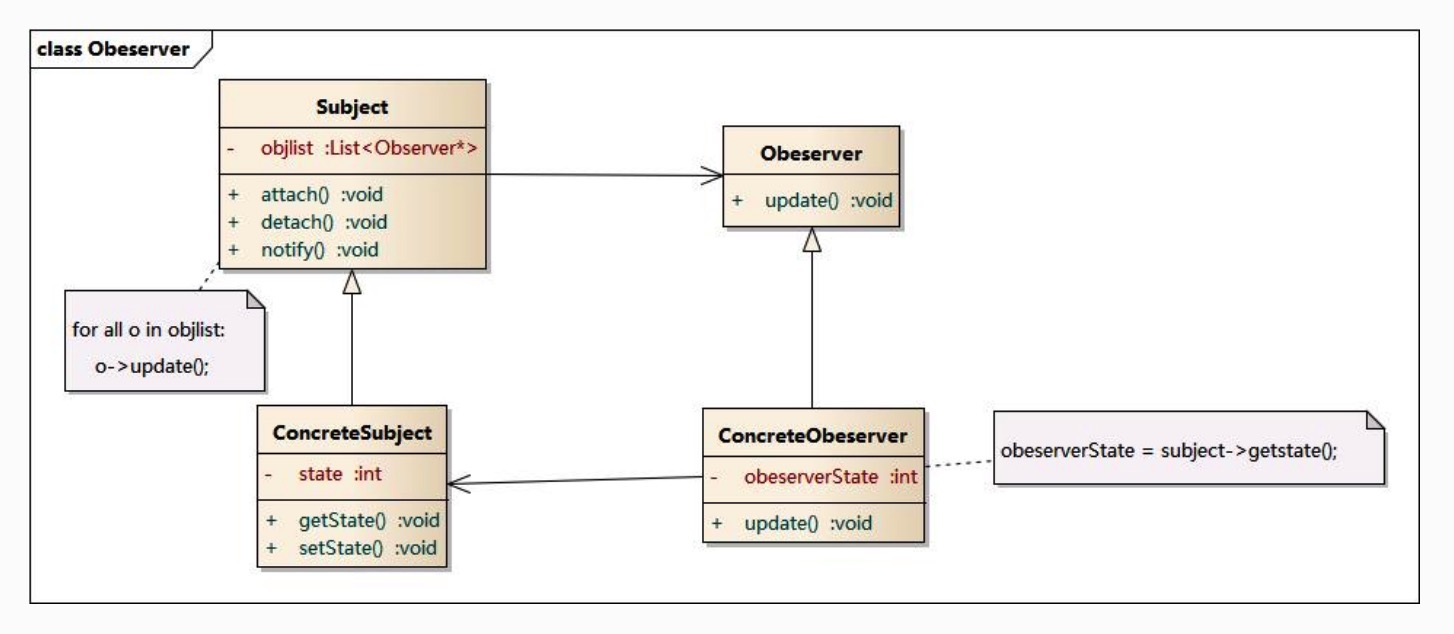 class Obeserver
Subject
- objlist :List<Observer*>
+ attach() :void
+ detach() :void
+ notify() :void
Obeserver
+ update() :void
for all o in objlist:
o->update();
ConcreteSubject
- state :int
+ getState() :void
+ setState() :void
ConcreteObeserver
- obeserverState :int
+ update() :void
obeserverState = subject->getstate();